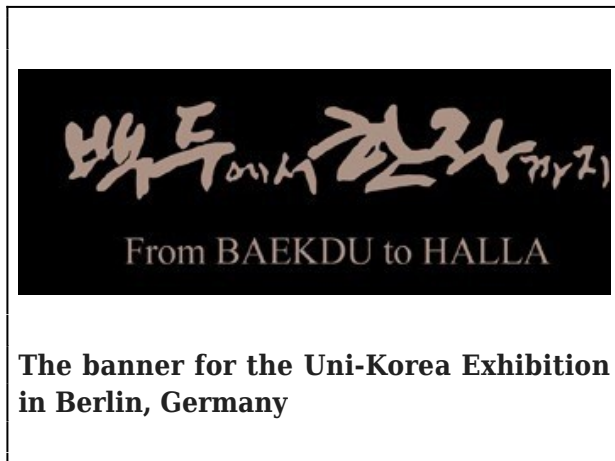 백두에서 한라까지
From BAEKDU to HALLA
The banner for the Uni-Korea Exhibition
in Berlin, Germany